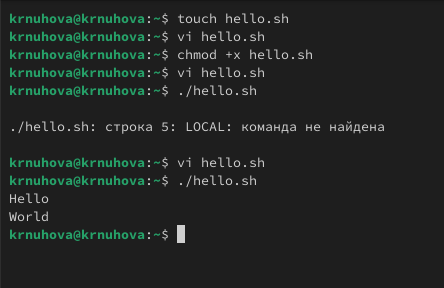 krnuhova@krnuhova:~$ touch hello.sh
krnuhova@krnuhova:~$ vi hello.sh
krnuhova@krnuhova:~$ chmod +x hello.sh
krnuhova@krnuhova:~$ vi hello.sh
krnuhova@krnuhova:~$ ./hello.sh
./hello.sh: строка 5: LOCAL: команда не найдена
krnuhova@krnuhova:~$ vi hello.sh
krnuhova@krnuhova:~$ ./hello.sh
Hello
World
krnuhova@krnuhova:~$